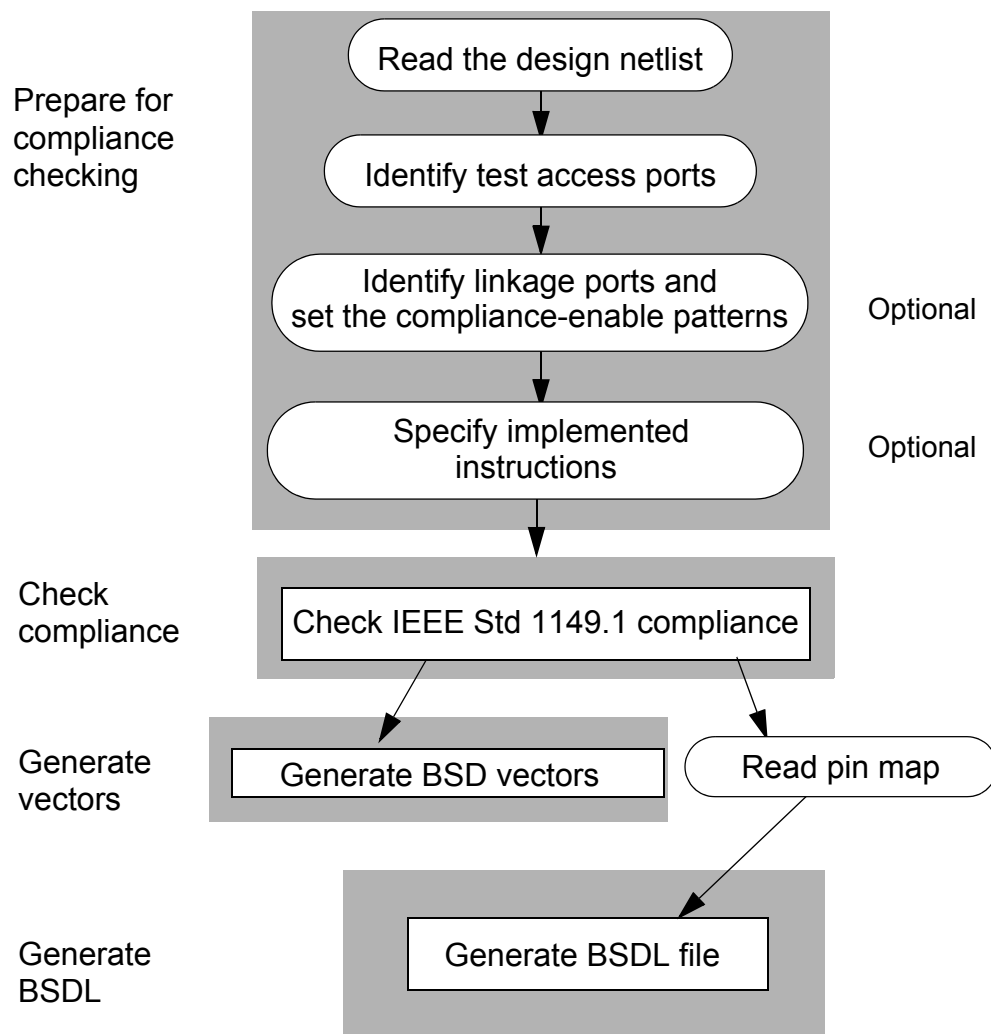 Read the design netlist
Prepare for
compliance
checking
Identify test access ports
Identify linkage ports and
set the compliance-enable patterns
Optional
Specify implemented
instructions
Optional
Check
compliance
Check IEEE Std 1149.1 compliance
Generate
vectors
Generate BSD vectors
Read pin map
Generate
BSDL
Generate BSDL file